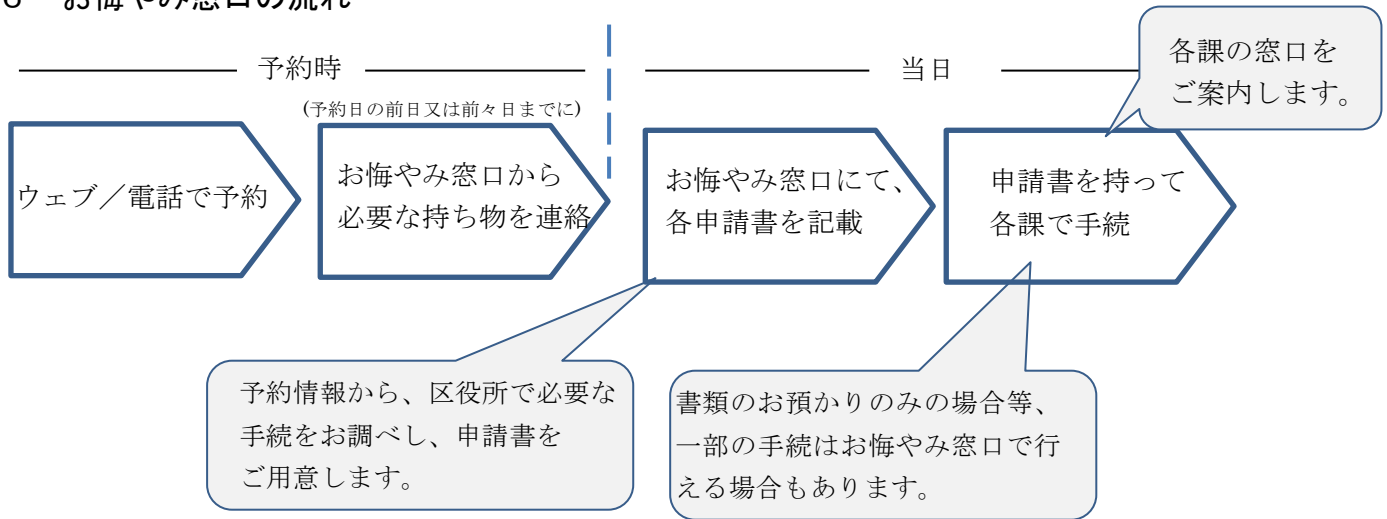 お悔やみ窓口の流れ
予約時
当日
(予約日の前日又は前々日までに)
ウェブ／電話で予約
お悔やみ窓口から
必要な持ち物を連絡
お悔やみ窓口にて、
各申請書を記載
申請書を持って
各課で手続
各課の窓口を
ご案内します。
予約情報から、区役所で必要な
手続をお調べし、申請書を
ご用意します。
書類のお預かりのみの場合等、
一部の手続はお悔やみ窓口で行
える場合もあります。